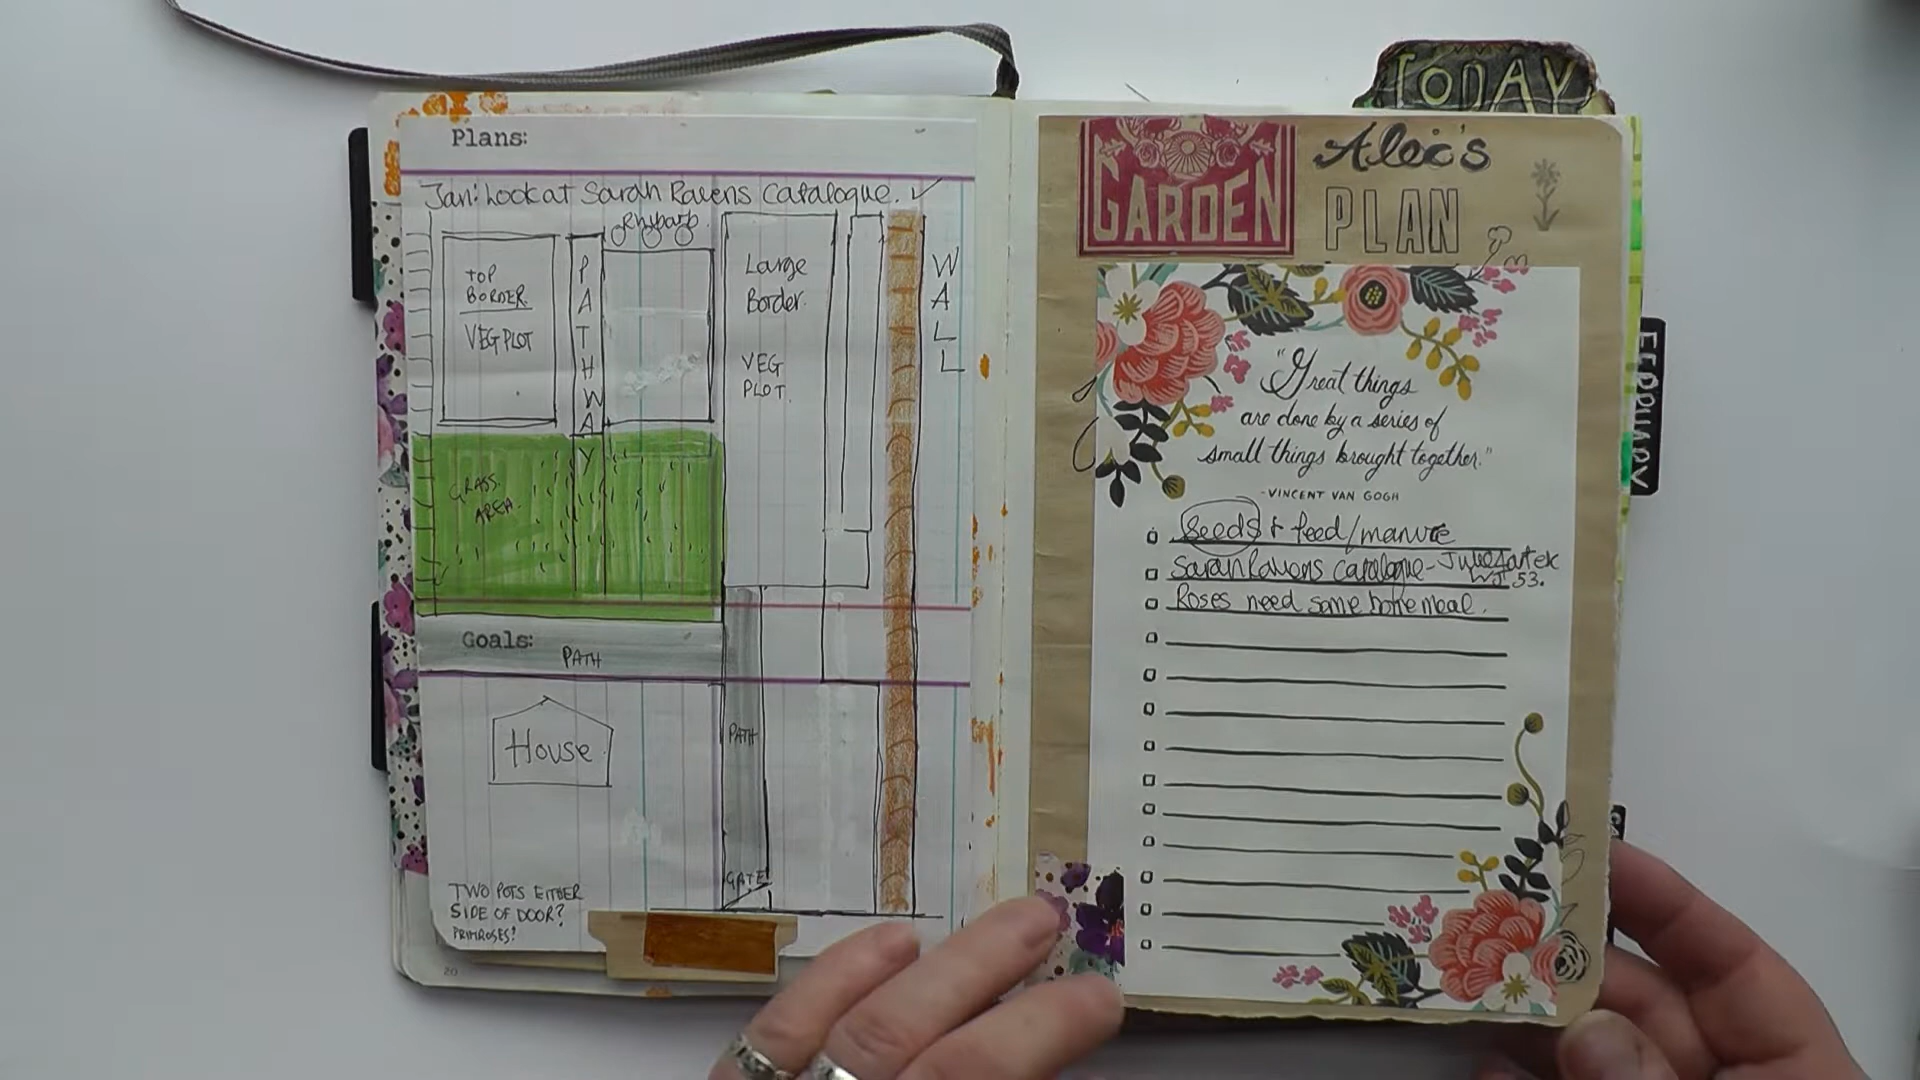 Plans:
Jan: Look at Sarah Ravens Catalogue. ✓
Rhubarb.
TOP
BORDER.
VEG PLOT
PATHWAY
Large
Border.
VEG
PLOT.
WALL
GRASS
AREA.
Goals:
PATH
House
PATH
GATE
TWO POTS EITHER
SIDE OF DOOR?
PRIMROSES!
20
TODAY
GARDEN
PLAN
"Great things
are done by a series of
small things brought together."
-VINCENT VAN GOGH
Seeds & feed/manure
Sarah Ravens catalogue-
53.
Roses need some bone meal.
FEBRUARY